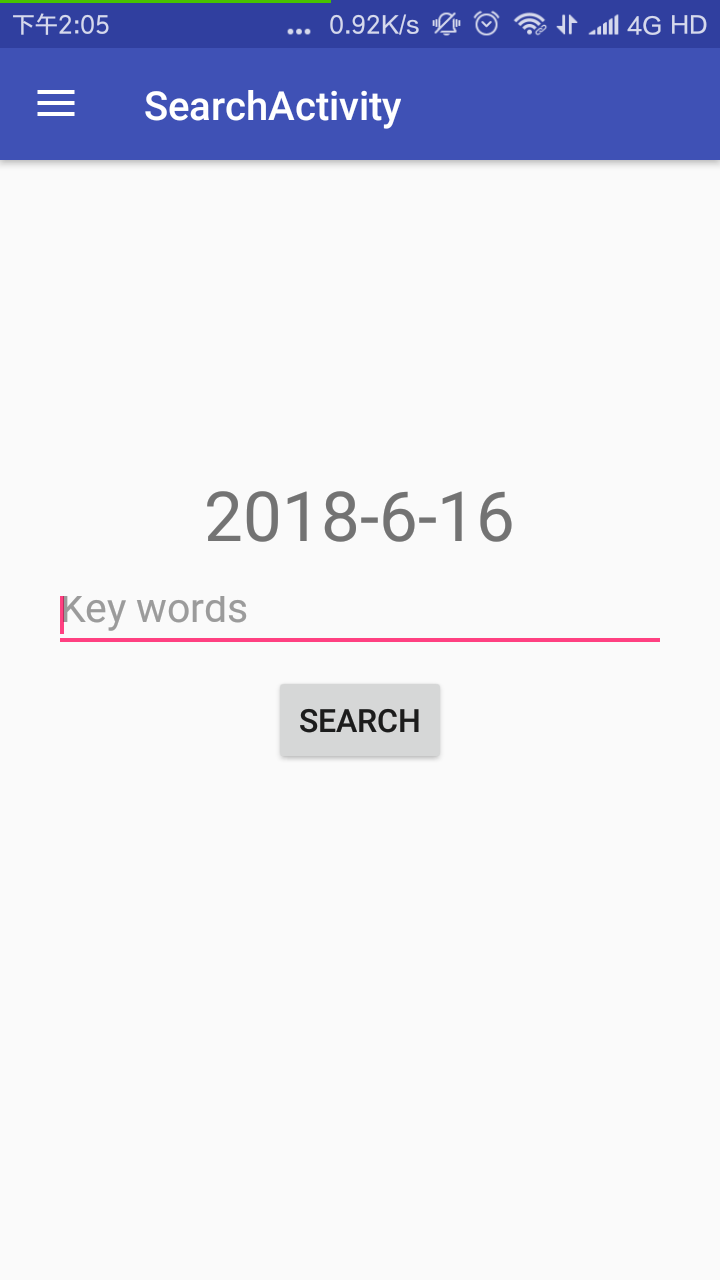 下午2:05 ... 0.92K/s 4G HD
SearchActivity
2018-6-16
Key words
SEARCH